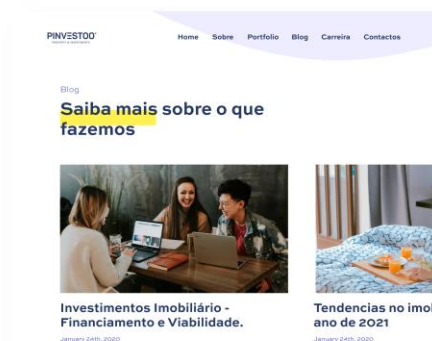 PINVESTOO
Home Sobre Portfolio Blog Carreira Contactos
Blog
Saiba mais sobre o que
fazemos
Investimentos Imobiliário -
Financiamento e Viabilidade.
January 24th, 2020
Tendencias no imo
ano de 2021
January 24th, 2020